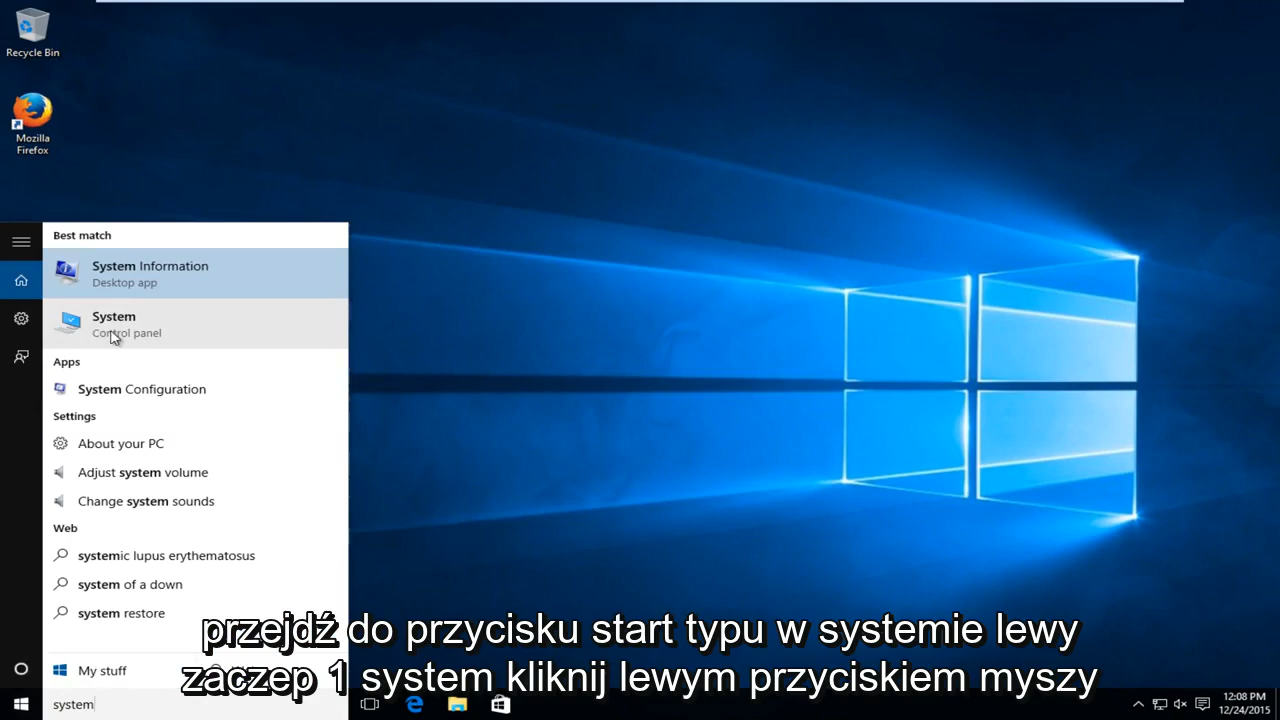 Recycle Bin
Mozilla
Firefox
Best match
System Information
Desktop app
System
Control panel
Apps
System Configuration
Settings
About your PC
Adjust system volume
Change system sounds
Web
systemic lupus erythematosus
system of a down
system restore
przejdź do przycisku start typu w systemie lewy
zaczep 1 system kliknij lewym przyciskiem myszy
My stuff
system
12:08 PM
12/24/2015